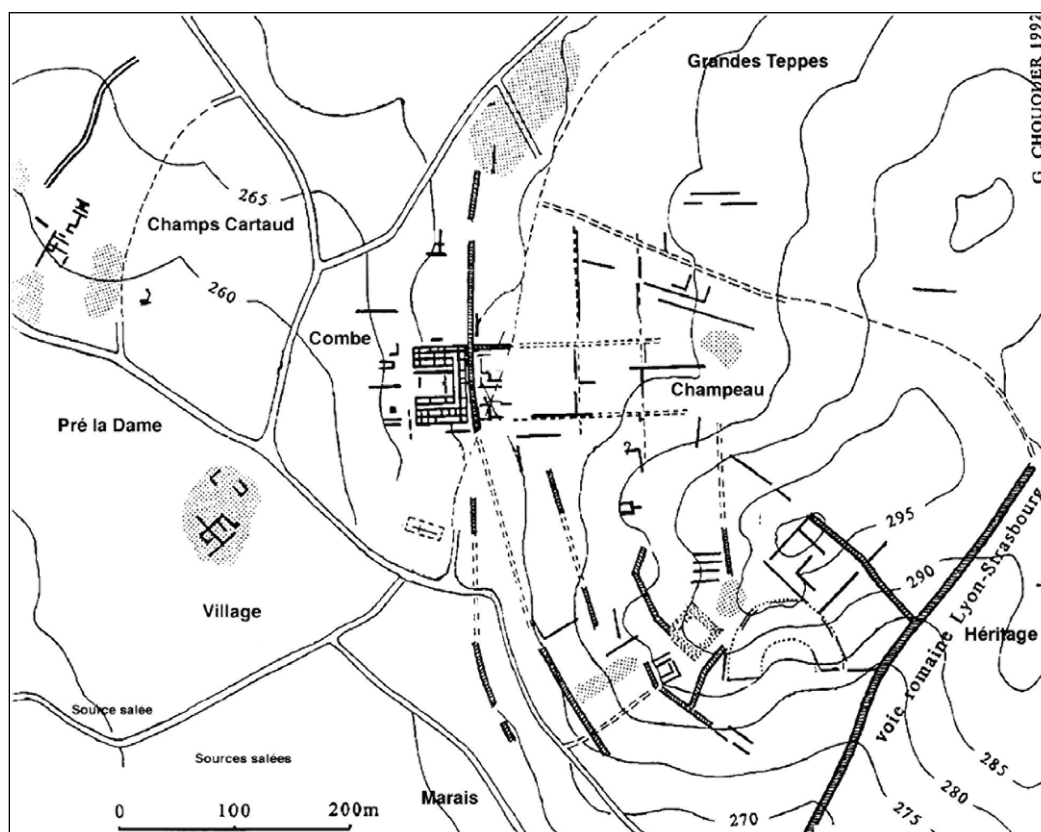 Grandes Teppes
G. CHOUQUER 1992
265
Champs Cartaud
260
Combe
Champeau
Pré la Dame
2
295
290
Village
Héritage
voie romaine Lyon-Strasbourg
Source salée
Sources salées
Marais
285
280
275
270
0 100 200m